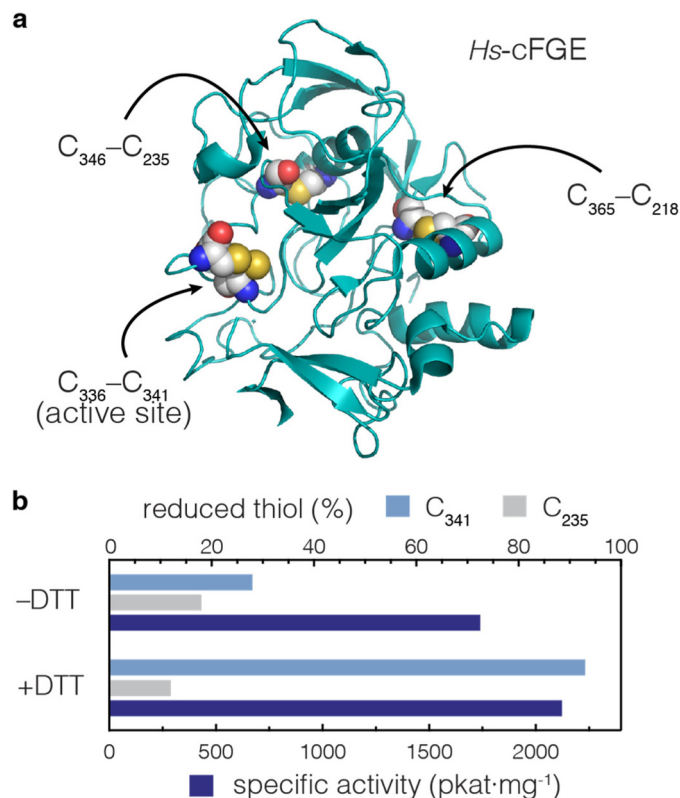 a
Hs-cFGE
C₃₄₆–C₂₃₅
C₃₆₅–C₂₁₈
C₃₃₆–C₃₄₁
(active site)
b
reduced thiol (%) C₃₄₁ C₂₃₅
0 20 40 60 80 100
–DTT
+DTT
0 500 1000 1500 2000
specific activity (pkat·mg⁻¹)